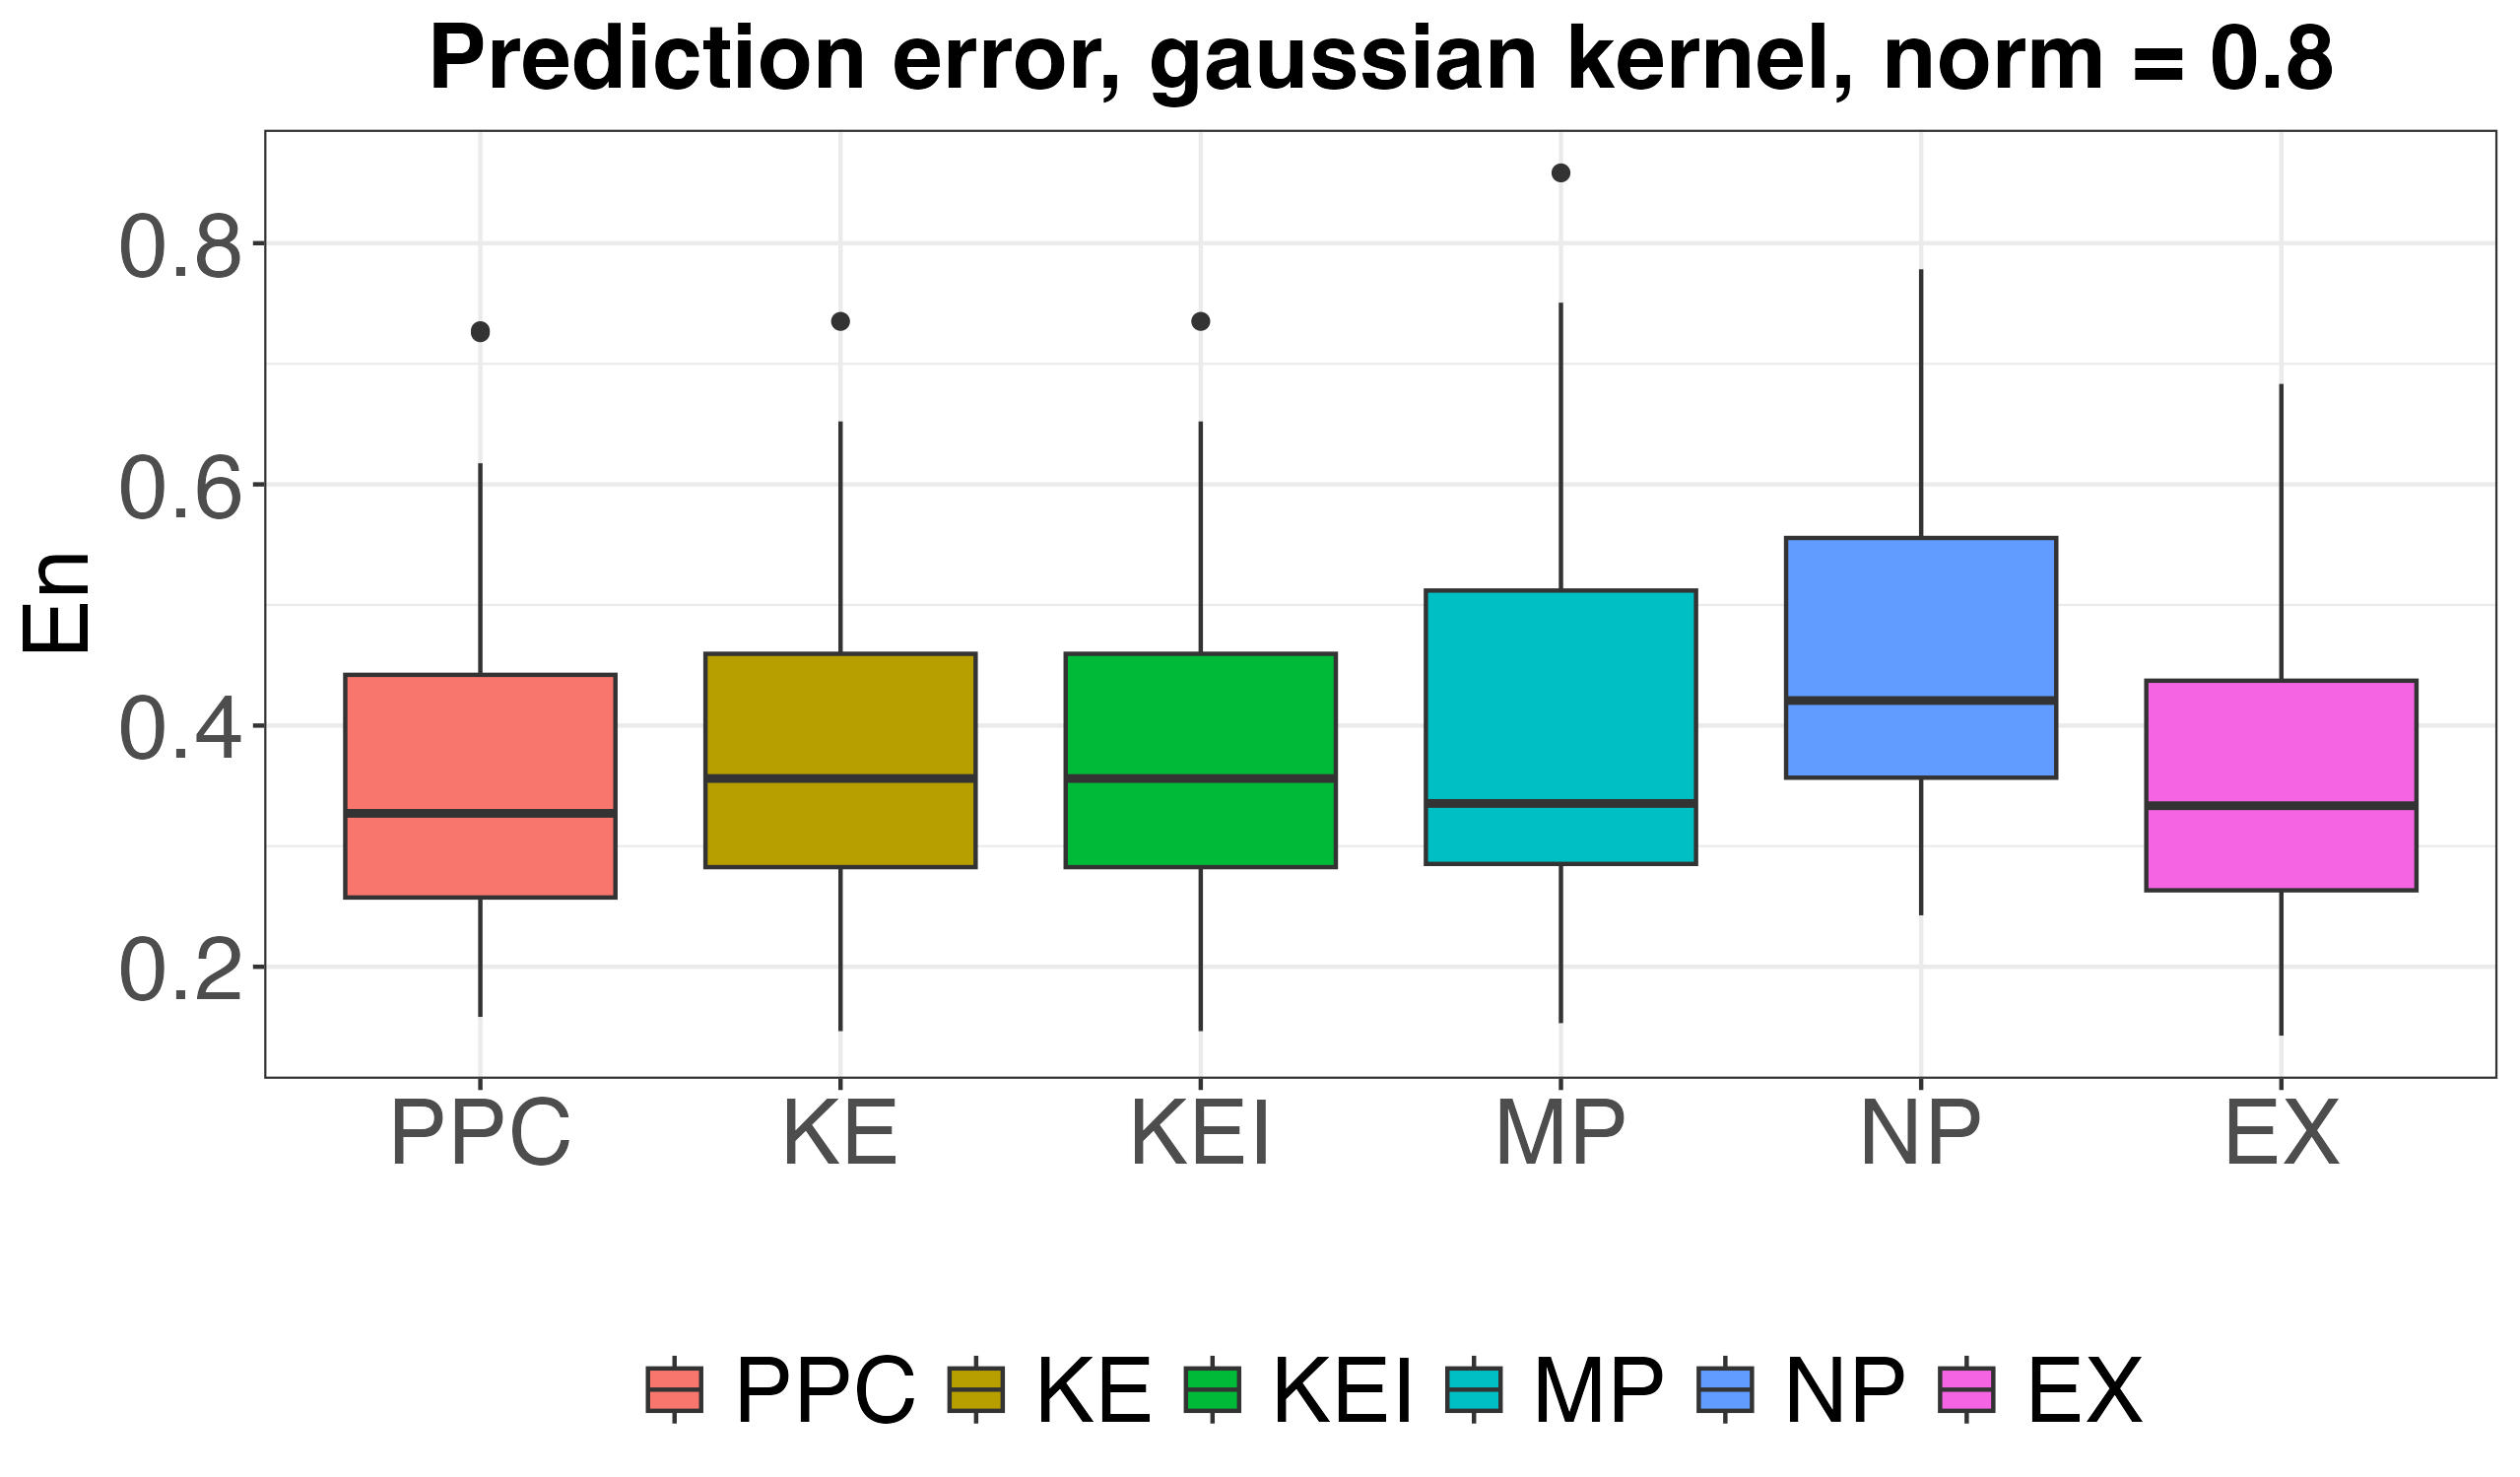 Prediction error, gaussian kernel, norm = 0.8
En
0.8
0.6
0.4
0.2
PPC KE KEI MP NP EX
PPC KE KEI MP NP EX